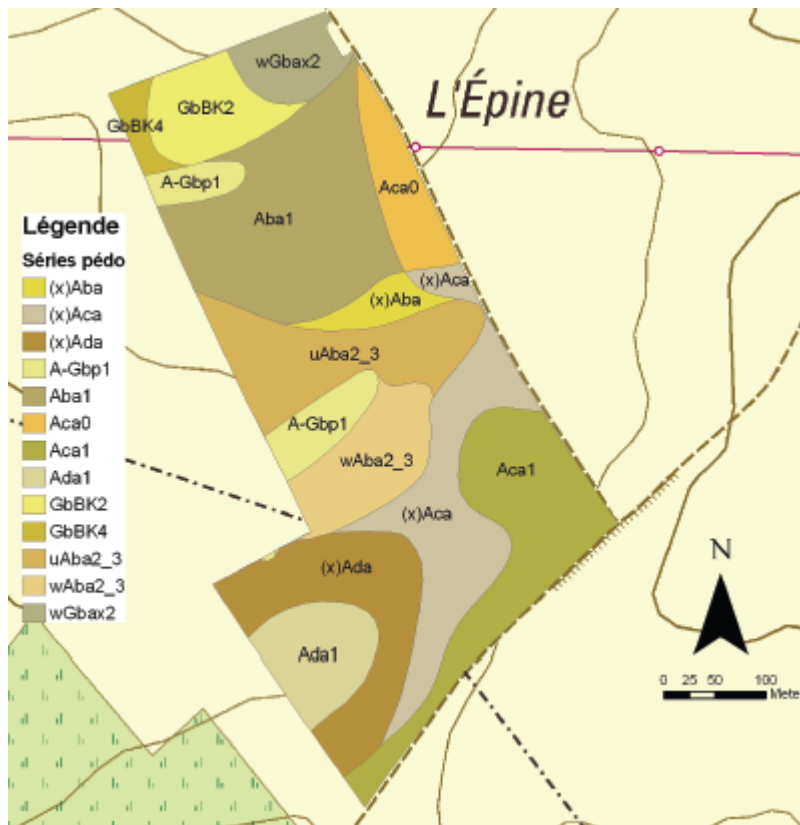 wGbax2
GbBK2
L'Épine
GbBK4
A-Gbp1
Aca0
Aba1
Légende
Séries pédo
(x)Aba
(x)Aca
(x)Ada
A-Gbp1
Aba1
Aca0
Aca1
Ada1
GbBK2
GbBK4
uAba2_3
wAba2_3
wGbax2
(x)Aca
(x)Aba
uAba2_3
A-Gbp1
wAba2_3
Aca1
(x)Aca
(x)Ada
Ada1
N
0 25 50 100
Mete